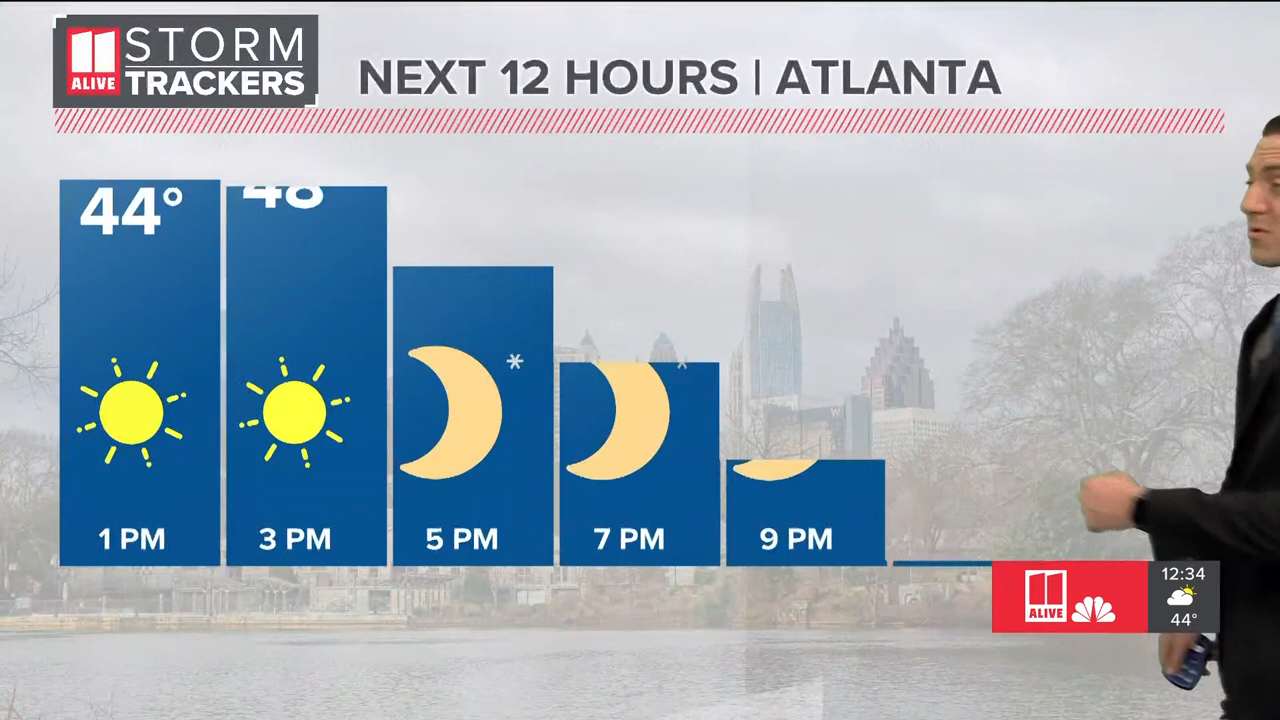 11 ALIVE
STORM
TRACKERS
NEXT 12 HOURS | ATLANTA
44°
48
1 PM
3 PM
5 PM
7 PM
9 PM
11 ALIVE
12:34
44°
W